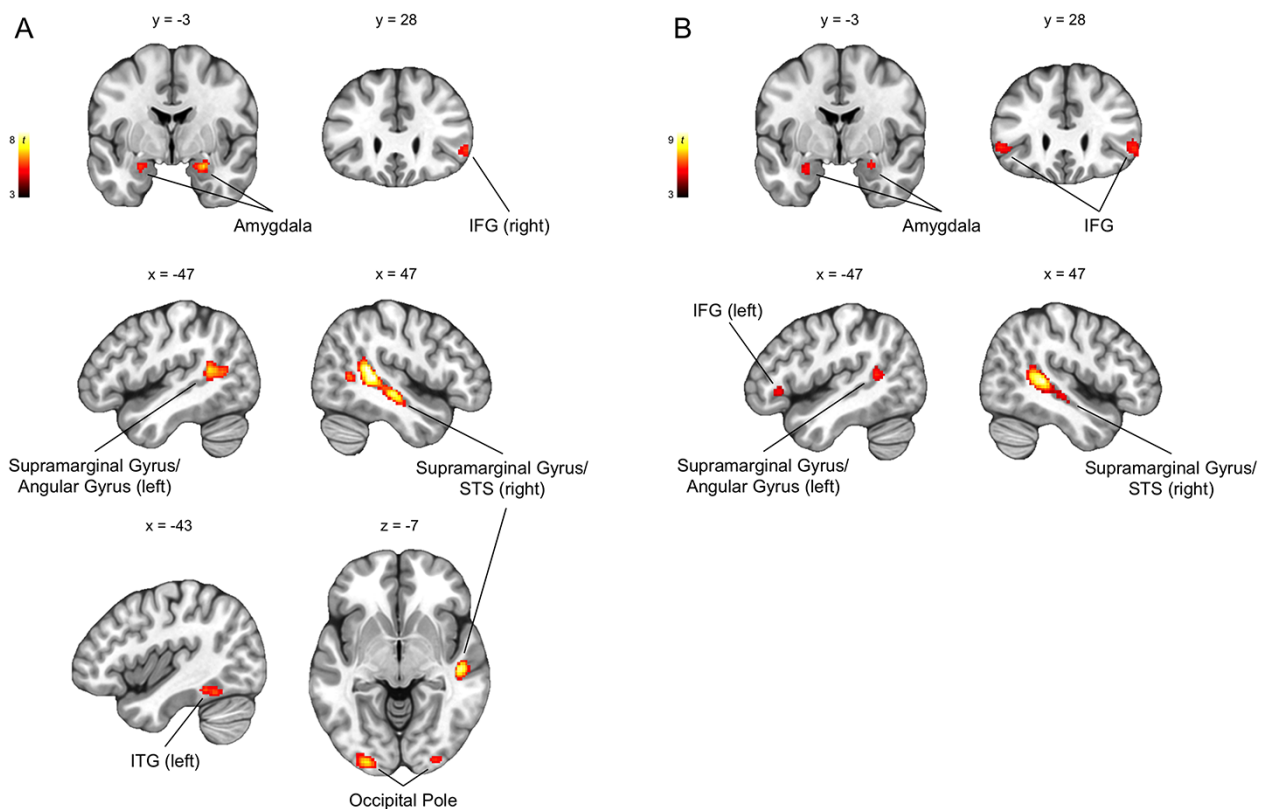 A
y = -3
y = 28
8 t
3
Amygdala
IFG (right)
x = -47
x = 47
Supramarginal Gyrus/
Angular Gyrus (left)
Supramarginal Gyrus/
STS (right)
x = -43
z = -7
ITG (left)
Occipital Pole
B
y = -3
y = 28
9 t
3
Amygdala
IFG
x = -47
x = 47
IFG (left)
Supramarginal Gyrus/
Angular Gyrus (left)
Supramarginal Gyrus/
STS (right)